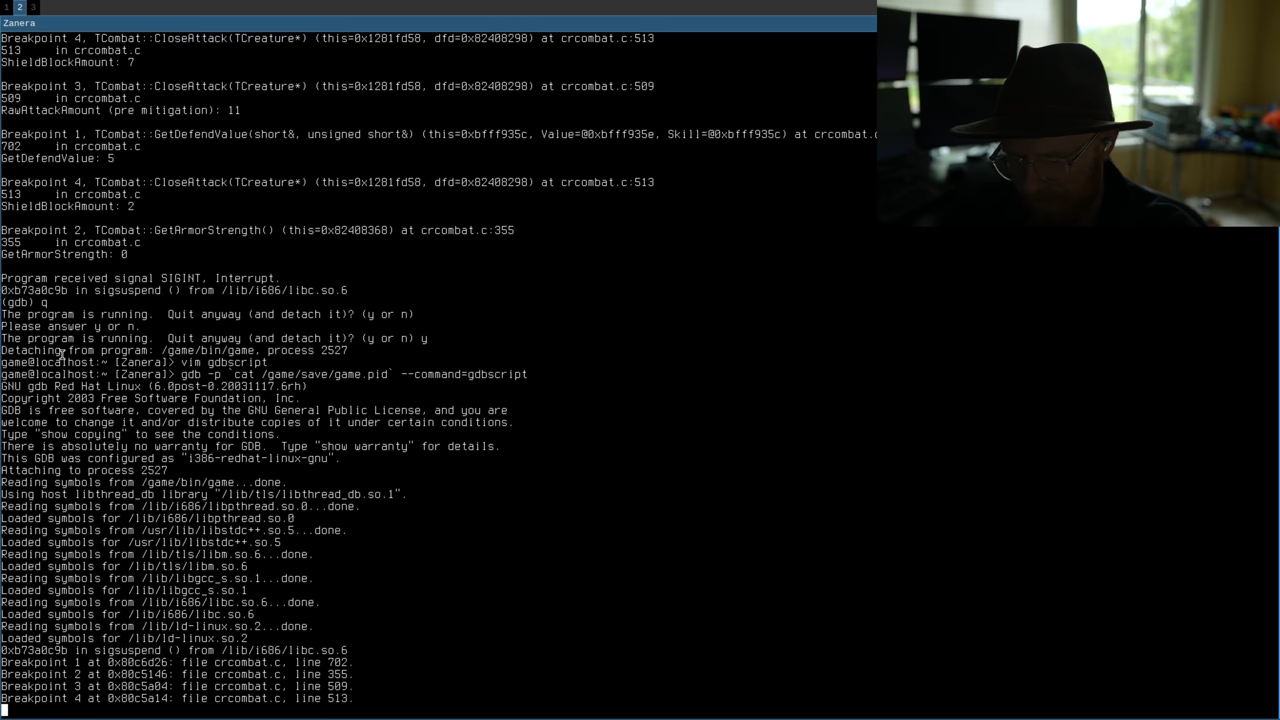 1 2 3
Zanera
Breakpoint 4, TCombat::CloseAttack(TCreature*) (this=0x1281fd58, dfd=0x82408298) at crcombat.c:513
513     in crcombat.c
ShieldBlockAmount: 7
Breakpoint 3, TCombat::CloseAttack(TCreature*) (this=0x1281fd58, dfd=0x82408298) at crcombat.c:509
509     in crcombat.c
RawAttackAmount (pre mitigation): 11
Breakpoint 1, TCombat::GetDefendValue(short&, unsigned short&) (this=0xbfff935c, Value=@0xbfff935e, Skill=@0xbfff935c) at crcombat.c
702     in crcombat.c
GetDefendValue: 5
Breakpoint 4, TCombat::CloseAttack(TCreature*) (this=0x1281fd58, dfd=0x82408298) at crcombat.c:513
513     in crcombat.c
ShieldBlockAmount: 2
Breakpoint 2, TCombat::GetArmorStrength() (this=0x82408368) at crcombat.c:355
355     in crcombat.c
GetArmorStrength: 0
Program received signal SIGINT, Interrupt.
0xb73a0c9b in sigsuspend () from /lib/i686/libc.so.6
(gdb) q
The program is running.  Quit anyway (and detach it)? (y or n)
Please answer y or n.
The program is running.  Quit anyway (and detach it)? (y or n) y
Detaching from program: /game/bin/game, process 2527
game@localhost:~ [Zanera]> vim gdbscript
game@localhost:~ [Zanera]> gdb -p `cat /game/save/game.pid` --command=gdbscript
GNU gdb Red Hat Linux (6.0post-0.20031117.6rh)
Copyright 2003 Free Software Foundation, Inc.
GDB is free software, covered by the GNU General Public License, and you are
welcome to change it and/or distribute copies of it under certain conditions.
Type "show copying" to see the conditions.
There is absolutely no warranty for GDB.  Type "show warranty" for details.
This GDB was configured as "i386-redhat-linux-gnu".
Attaching to process 2527
Reading symbols from /game/bin/game...done.
Using host libthread_db library "/lib/tls/libthread_db.so.1".
Reading symbols from /lib/i686/libpthread.so.0...done.
Loaded symbols for /lib/i686/libpthread.so.0
Reading symbols from /usr/lib/libstdc++.so.5...done.
Loaded symbols for /usr/lib/libstdc++.so.5
Reading symbols from /lib/tls/libm.so.6...done.
Loaded symbols for /lib/tls/libm.so.6
Reading symbols from /lib/libgcc_s.so.1...done.
Loaded symbols for /lib/libgcc_s.so.1
Reading symbols from /lib/i686/libc.so.6...done.
Loaded symbols for /lib/i686/libc.so.6
Reading symbols from /lib/ld-linux.so.2...done.
Loaded symbols for /lib/ld-linux.so.2
0xb73a0c9b in sigsuspend () from /lib/i686/libc.so.6
Breakpoint 1 at 0x80c6d26: file crcombat.c, line 702.
Breakpoint 2 at 0x80c5146: file crcombat.c, line 355.
Breakpoint 3 at 0x80c5a04: file crcombat.c, line 509.
Breakpoint 4 at 0x80c5a14: file crcombat.c, line 513.